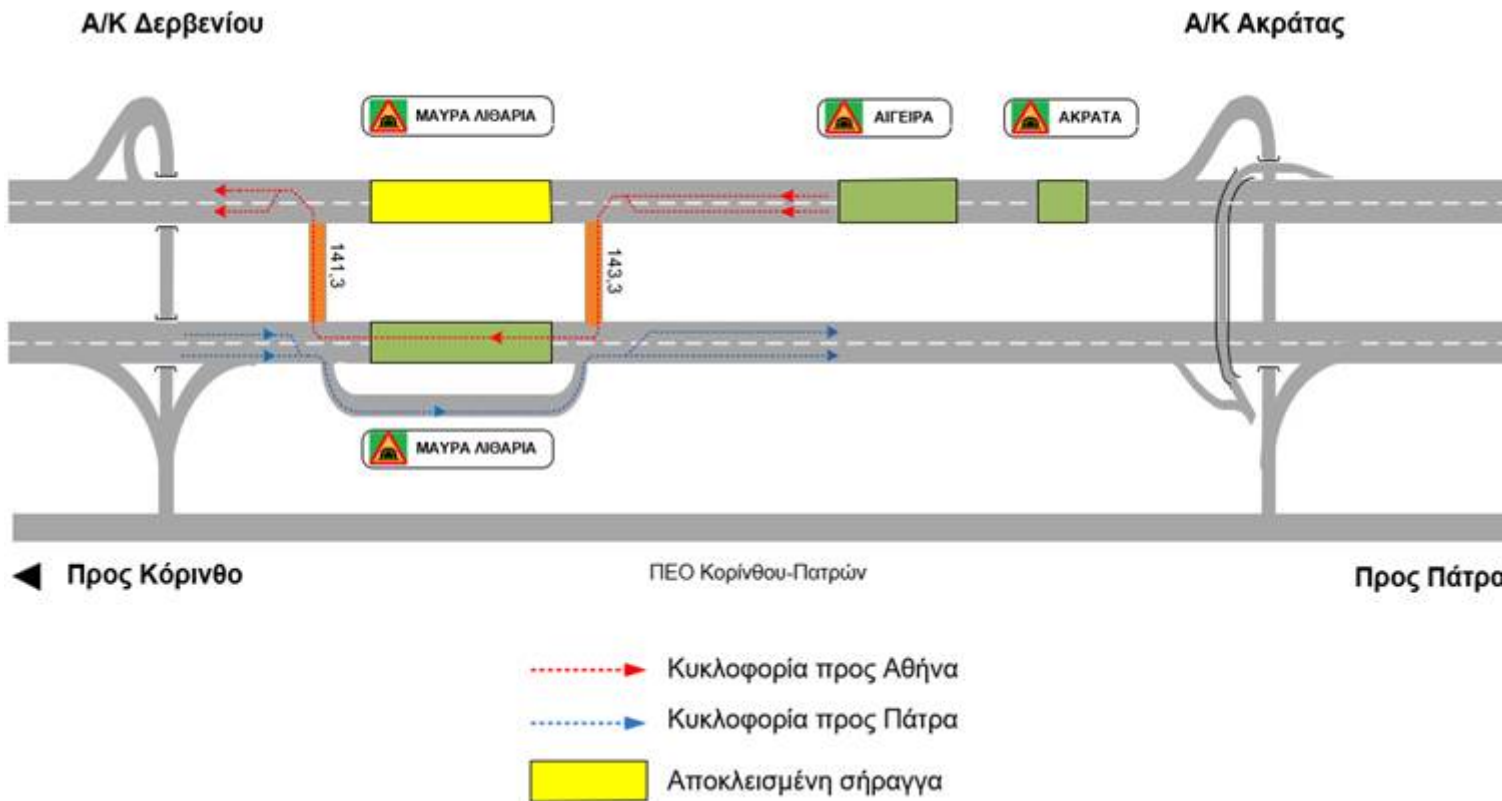 Α/Κ Δερβενίου
Α/Κ Ακράτας
ΜΑΥΡΑ ΛΙΘΑΡΙΑ
ΑΙΓΕΙΡΑ
ΑΚΡΑΤΑ
141,3
143,3
ΜΑΥΡΑ ΛΙΘΑΡΙΑ
Προς Κόρινθο
ΠΕΟ Κορίνθου-Πατρών
Προς Πάτρα
Κυκλοφορία προς Αθήνα
Κυκλοφορία προς Πάτρα
Αποκλεισμένη σήραγγα